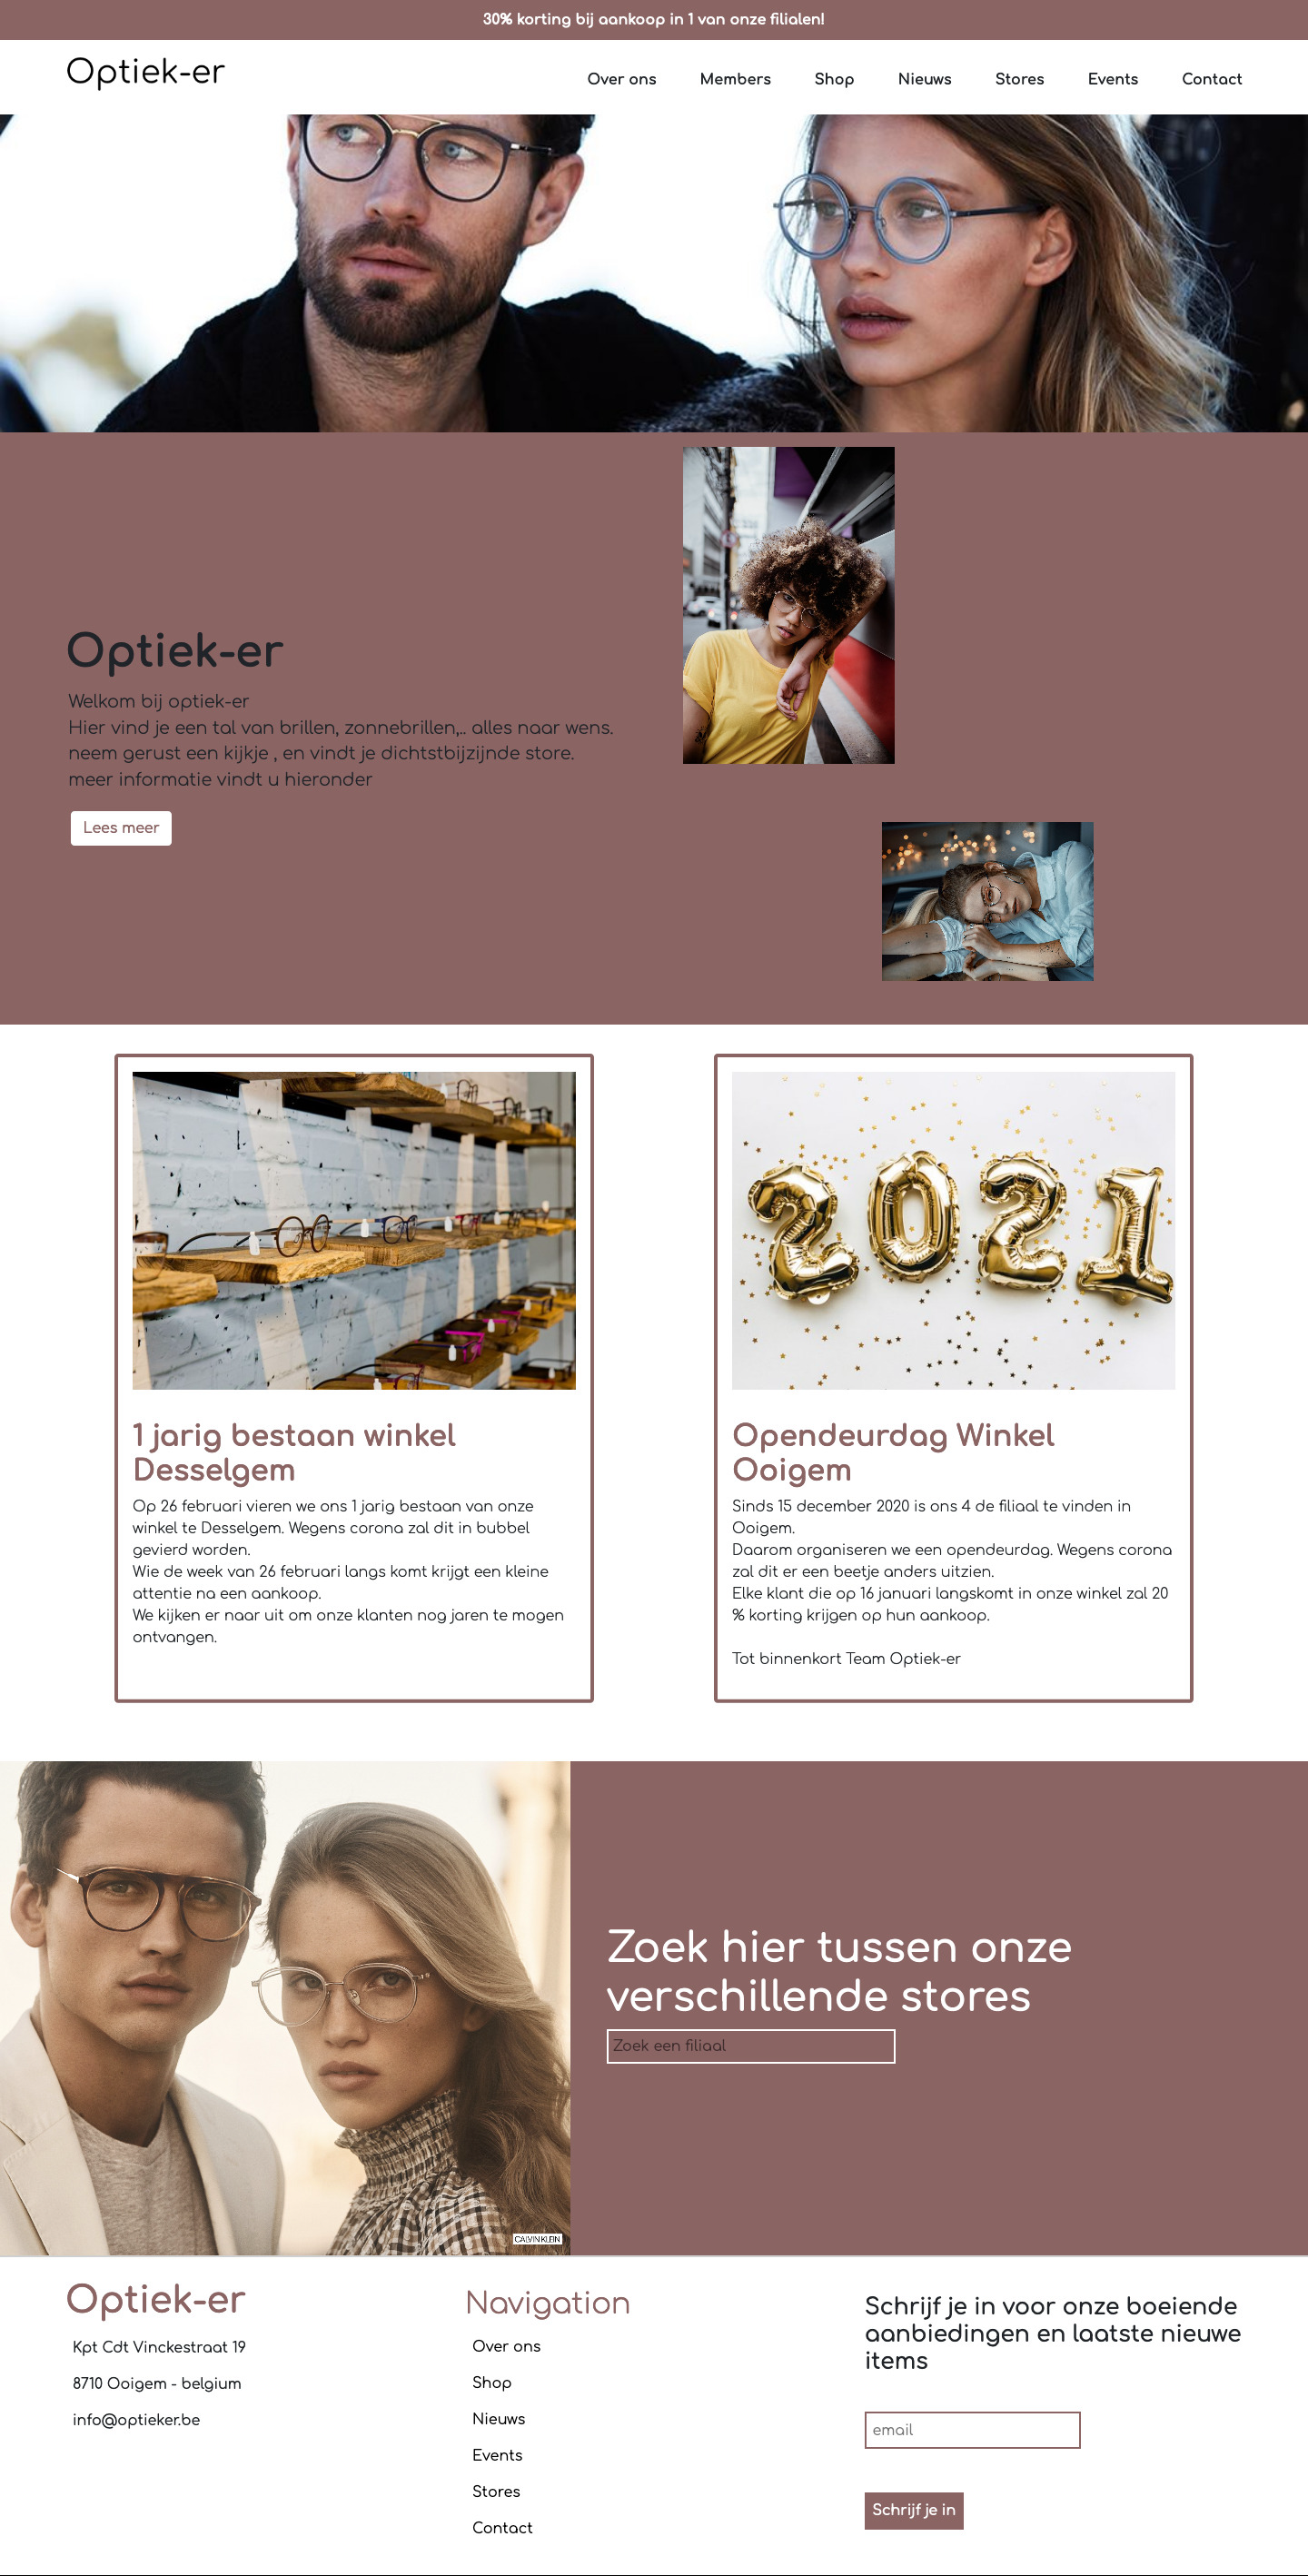 30% korting bij aankoop in 1 van onze filialen!
Optiek-er
Over ons Members Shop Nieuws Stores Events Contact
Optiek-er
Welkom bij optiek-er
Hier vind je een tal van brillen, zonnebrillen,.. alles naar wens.
neem gerust een kijkje , en vindt je dichtstbijzijnde store.
meer informatie vindt u hieronder
Lees meer
1 jarig bestaan winkel
Desselgem
Op 26 februari vieren we ons 1 jarig bestaan van onze
winkel te Desselgem. Wegens corona zal dit in bubbel
gevierd worden.
Wie de week van 26 februari langs komt krijgt een kleine
attentie na een aankoop.
We kijken er naar uit om onze klanten nog jaren te mogen
ontvangen.
2021
Opendeurdag Winkel
Ooigem
Sinds 15 december 2020 is ons 4 de filiaal te vinden in
Ooigem.
Daarom organiseren we een opendeurdag. Wegens corona
zal dit er een beetje anders uitzien.
Elke klant die op 16 januari langskomt in onze winkel zal 20
% korting krijgen op hun aankoop.
Tot binnenkort Team Optiek-er
CALVIN KLEIN
Zoek hier tussen onze
verschillende stores
Zoek een filiaal
Optiek-er
Kpt Cdt Vinckestraat 19
8710 Ooigem - belgium
info@optieker.be
Navigation
Over ons
Shop
Nieuws
Events
Stores
Contact
Schrijf je in voor onze boeiende
aanbiedingen en laatste nieuwe
items
email
Schrijf je in